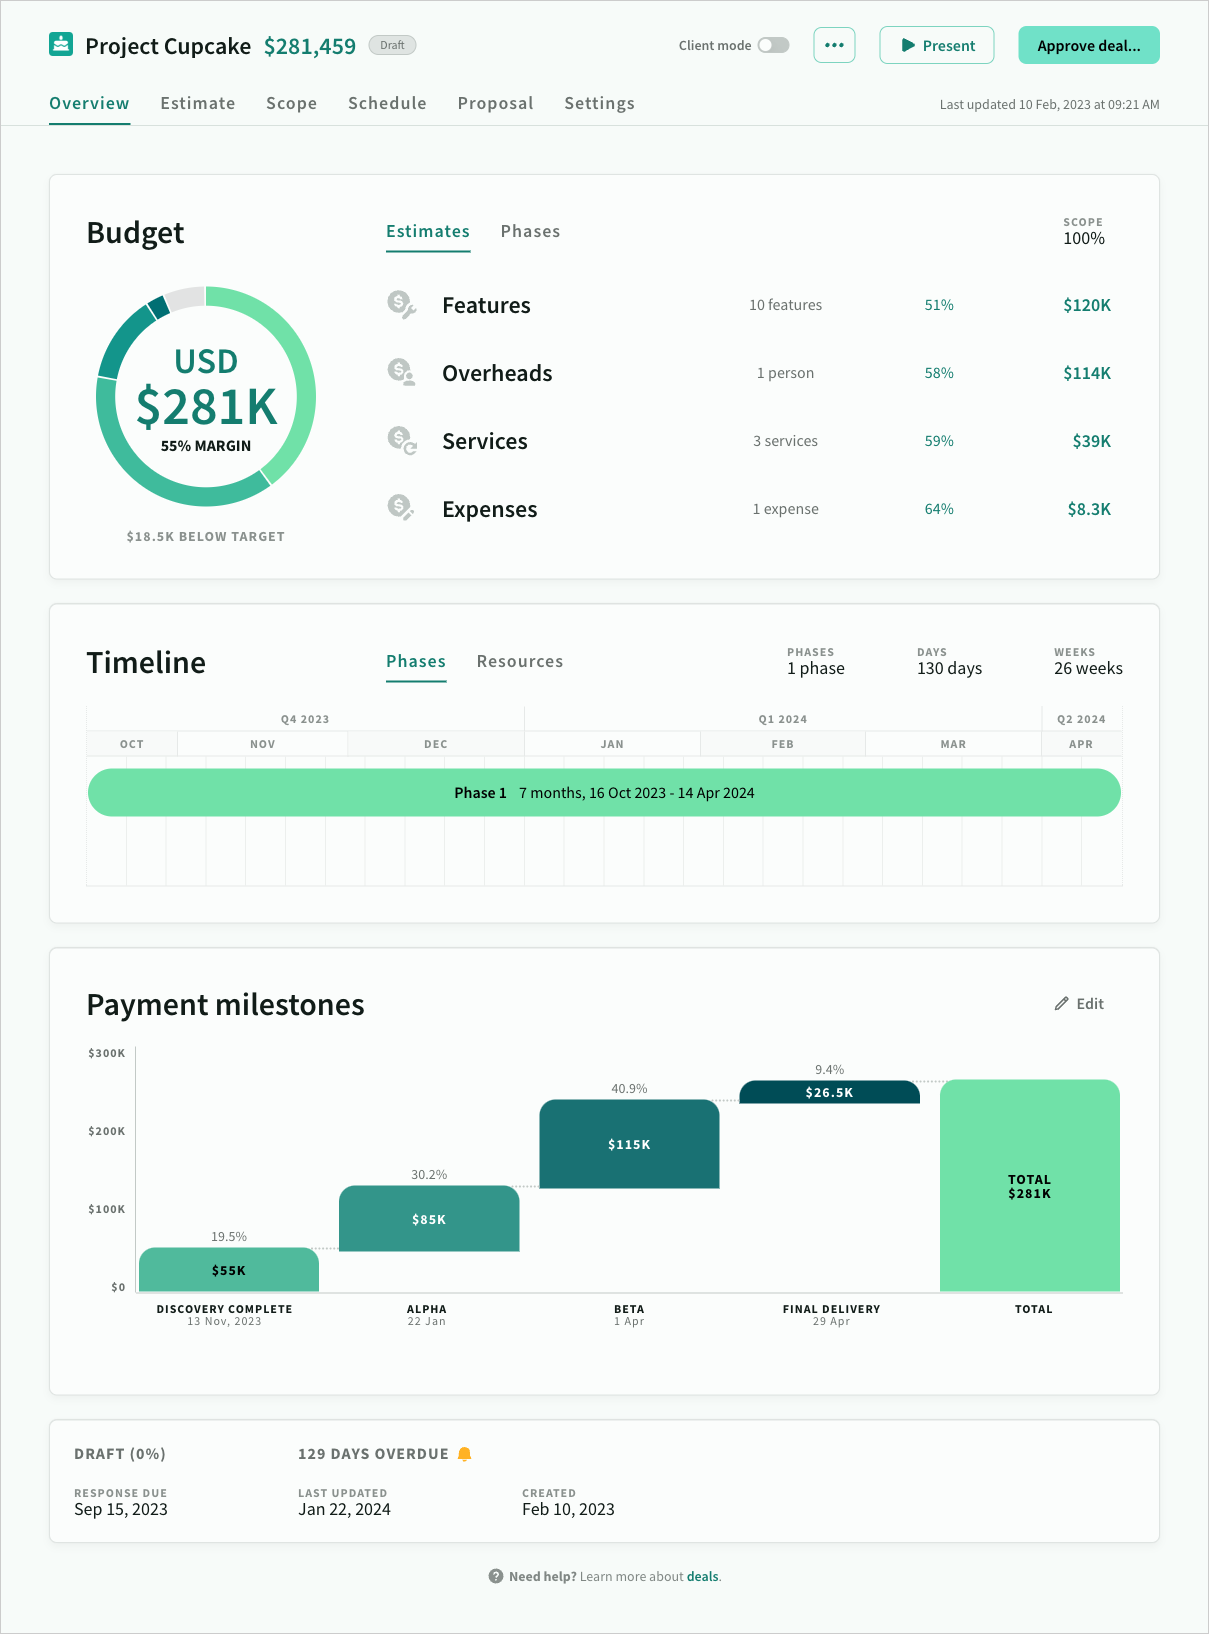 Project Cupcake $281,459 Draft
Client mode
Present
Approve deal...
Overview Estimate Scope Schedule Proposal Settings
Last updated 10 Feb, 2023 at 09:21 AM
Budget
Estimates Phases
SCOPE
100%
USD
$281K
55% MARGIN
$18.5K BELOW TARGET
Features 10 features 51% $120K
Overheads 1 person 58% $114K
Services 3 services 59% $39K
Expenses 1 expense 64% $8.3K
Timeline
Phases Resources
PHASES DAYS WEEKS
1 phase 130 days 26 weeks
Q4 2023 Q1 2024 Q2 2024
OCT NOV DEC JAN FEB MAR APR
Phase 1 7 months, 16 Oct 2023 - 14 Apr 2024
Payment milestones
Edit
$300K
$200K
$100K
$0
19.5%
$55K
30.2%
$85K
40.9%
$115K
9.4%
$26.5K
TOTAL
$281K
DISCOVERY COMPLETE ALPHA BETA FINAL DELIVERY TOTAL
13 Nov, 2023 22 Jan 1 Apr 29 Apr
DRAFT (0%) 129 DAYS OVERDUE
RESPONSE DUE LAST UPDATED CREATED
Sep 15, 2023 Jan 22, 2024 Feb 10, 2023
Need help? Learn more about deals.